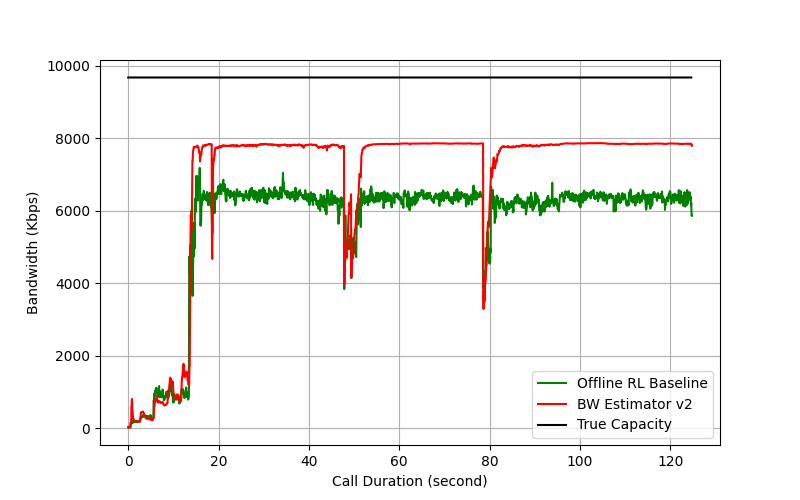 10000
8000
6000
4000
2000
0
Bandwidth (Kbps)
Offline RL Baseline
BW Estimator v2
True Capacity
0 20 40 60 80 100 120
Call Duration (second)